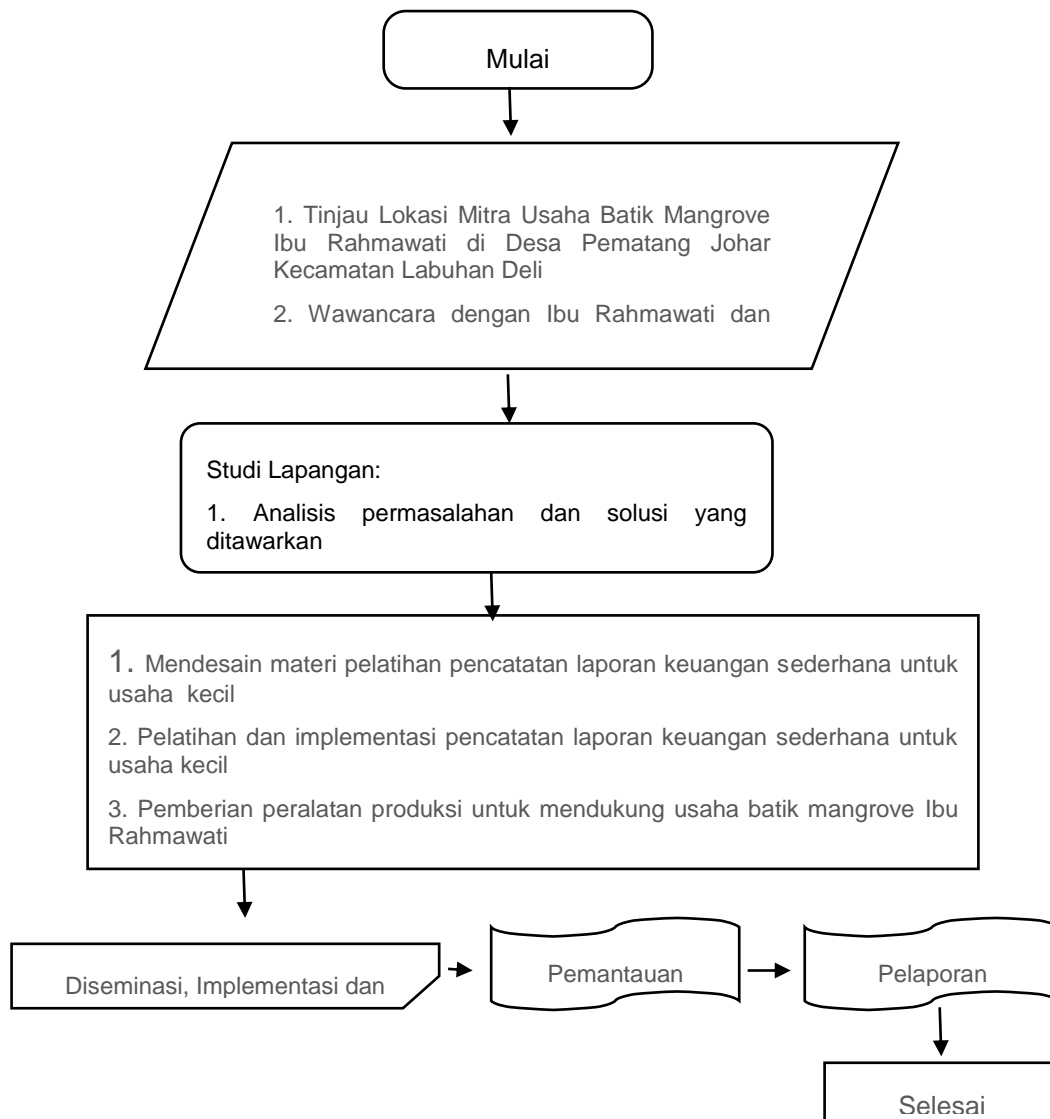 Mulai
1. Tinjau Lokasi Mitra Usaha Batik Mangrove
Ibu Rahmawati di Desa Pematang Johar
Kecamatan Labuhan Deli
2. Wawancara dengan Ibu Rahmawati dan
Studi Lapangan:
1. Analisis permasalahan dan solusi yang
ditawarkan
1. Mendesain materi pelatihan pencatatan laporan keuangan sederhana untuk
usaha kecil
2. Pelatihan dan implementasi pencatatan laporan keuangan sederhana untuk
usaha kecil
3. Pemberian peralatan produksi untuk mendukung usaha batik mangrove Ibu
Rahmawati
Diseminasi, Implementasi dan
Pemantauan
Pelaporan
Selesai